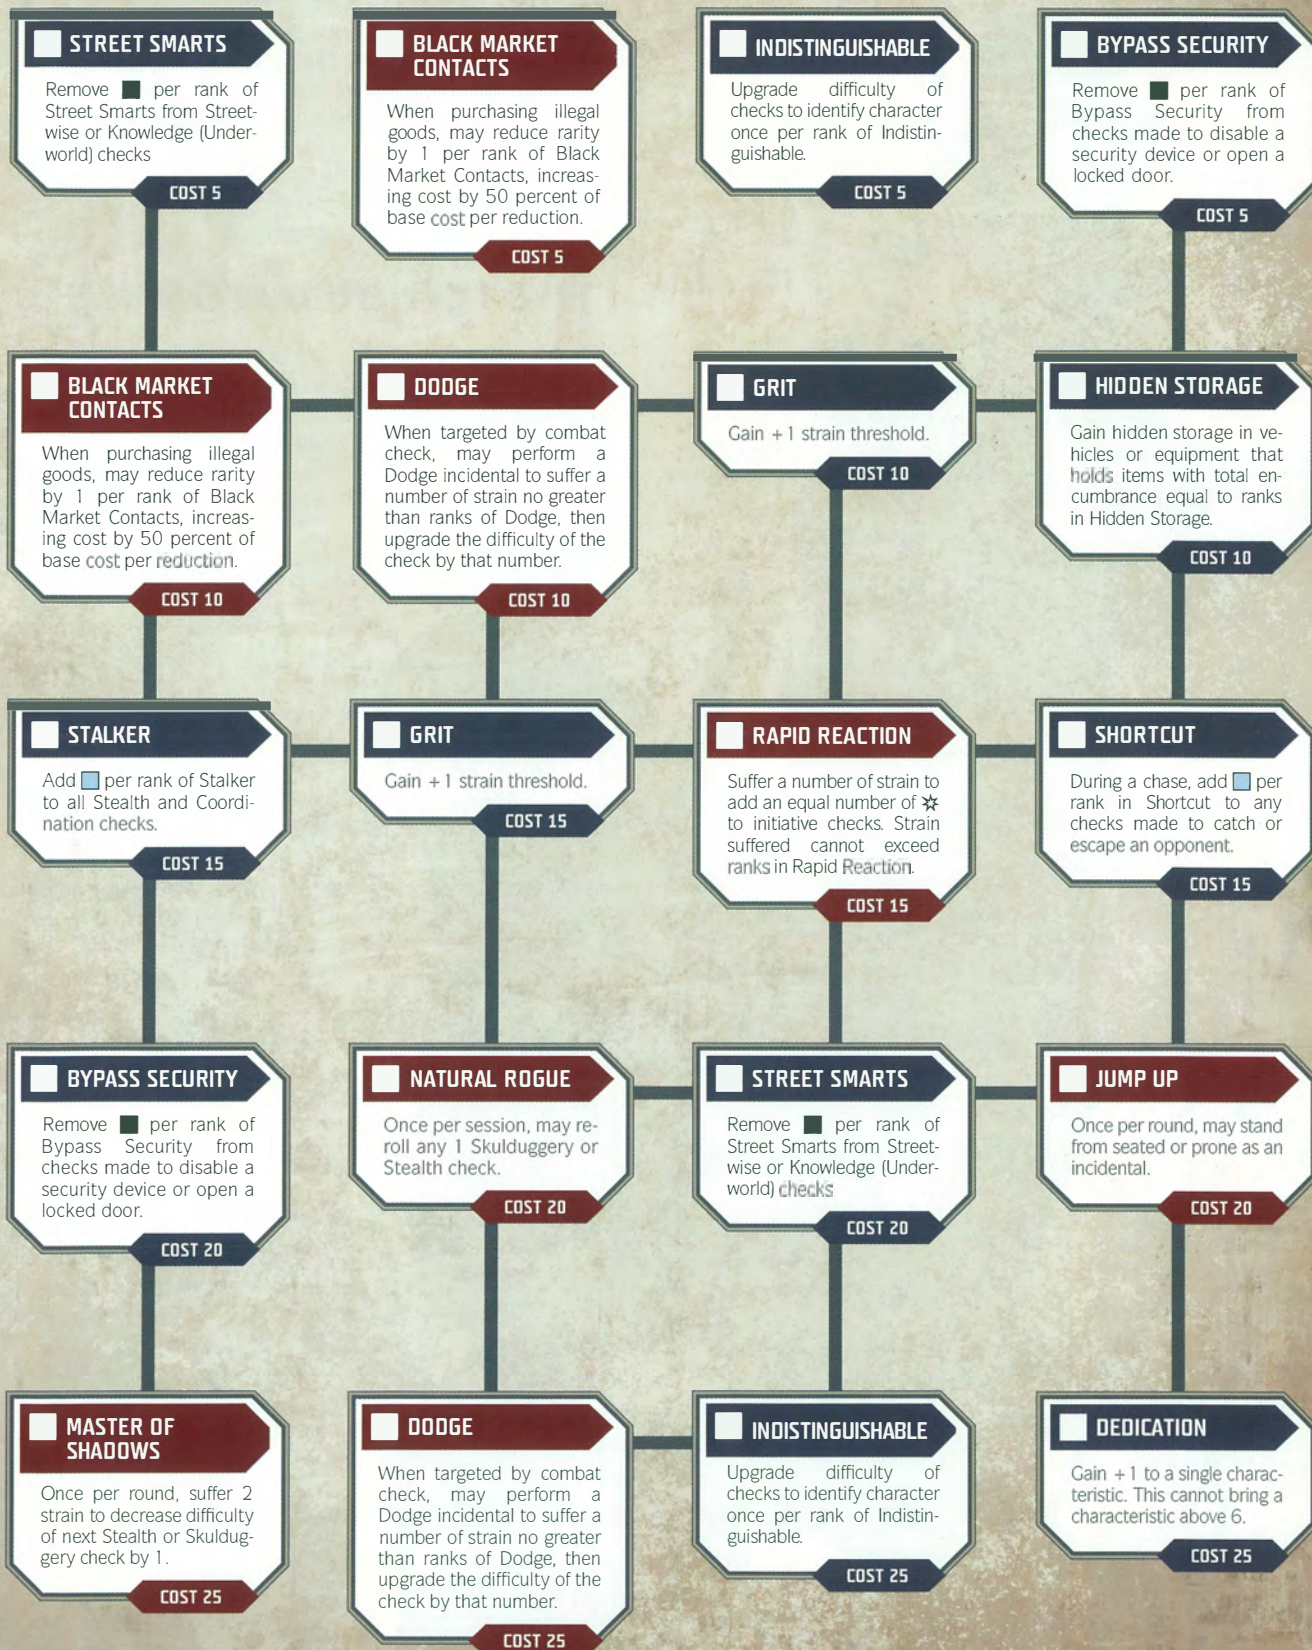 STREET SMARTS
Remove per rank of
Street Smarts from Street-
wise or Knowledge (Under-
world) checks
COST 5
BLACK MARKET
CONTACTS
When purchasing illegal
goods, may reduce rarity
by 1 per rank of Black
Market Contacts, increas-
ing cost by 50 percent of
base cost per reduction.
COST 5
INDISTINGUISHABLE
Upgrade difficulty of
checks to identify character
once per rank of Indistin-
guishable.
COST 5
BYPASS SECURITY
Remove per rank of
Bypass Security from
checks made to disable a
security device or open a
locked door.
COST 5
BLACK MARKET
CONTACTS
When purchasing illegal
goods, may reduce rarity
by 1 per rank of Black
Market Contacts, increas-
ing cost by 50 percent of
base cost per reduction.
COST 10
DODGE
When targeted by combat
check, may perform a
Dodge incidental to suffer a
number of strain no greater
than ranks of Dodge, then
upgrade the difficulty of the
check by that number.
COST 10
GRIT
Gain +1 strain threshold.
COST 10
HIDDEN STORAGE
Gain hidden storage in ve-
hicles or equipment that
holds items with total en-
cumbrance equal to ranks
in Hidden Storage.
COST 10
STALKER
Add per rank of Stalker
to all Stealth and Coordi-
nation checks.
COST 15
GRIT
Gain +1 strain threshold.
COST 15
RAPID REACTION
Suffer a number of strain to
add an equal number of
to initiative checks. Strain
suffered cannot exceed
ranks in Rapid Reaction.
COST 15
SHORTCUT
During a chase, add per
rank in Shortcut to any
checks made to catch or
escape an opponent.
COST 15
BYPASS SECURITY
Remove per rank of
Bypass Security from
checks made to disable a
security device or open a
locked door.
COST 20
NATURAL ROGUE
Once per session, may re-
roll any 1 Skulduggery or
Stealth check.
COST 20
STREET SMARTS
Remove per rank of
Street Smarts from Street-
wise or Knowledge (Under-
world) checks
COST 20
JUMP UP
Once per round, may stand
from seated or prone as an
incidental.
COST 20
MASTER OF
SHADOWS
Once per round, suffer 2
strain to decrease difficulty
of next Stealth or Skuldug-
gery check by 1.
COST 25
DODGE
When targeted by combat
check, may perform a
Dodge incidental to suffer a
number of strain no greater
than ranks of Dodge, then
upgrade the difficulty of the
check by that number.
COST 25
INDISTINGUISHABLE
Upgrade difficulty of
checks to identify character
once per rank of Indistin-
guishable.
COST 25
DEDICATION
Gain +1 to a single charac-
teristic. This cannot bring a
characteristic above 6.
COST 25